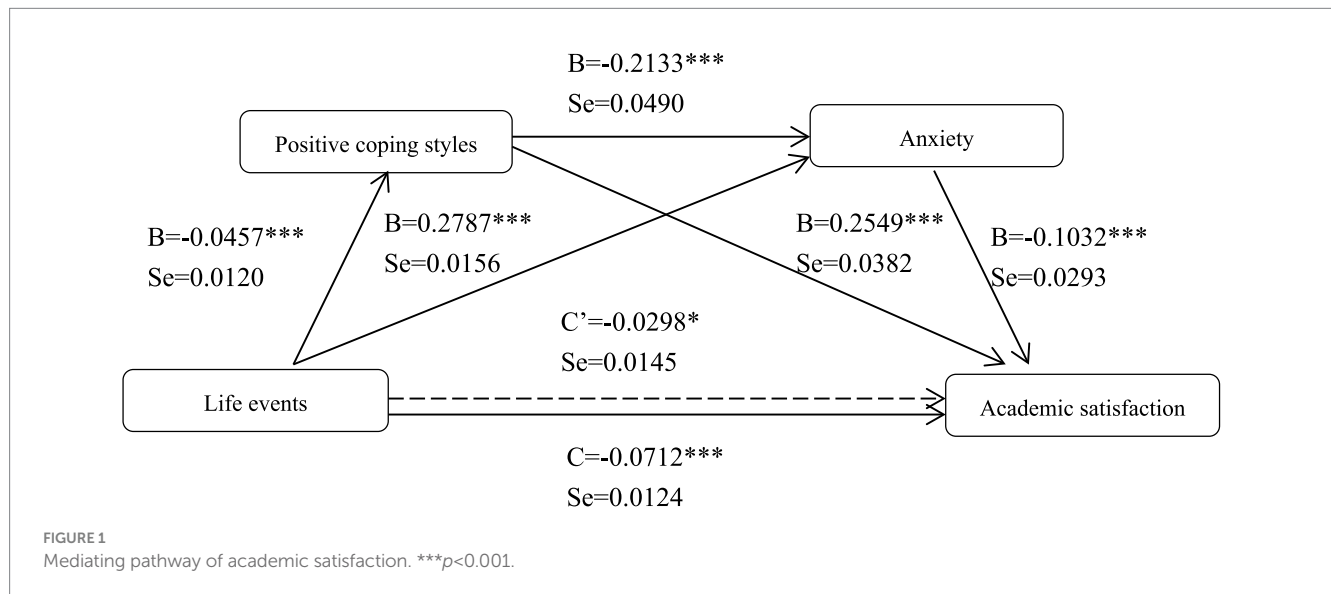 B=-0.2133***
Se=0.0490
Positive coping styles
Anxiety
B=-0.0457***
Se=0.0120
B=0.2787***
Se=0.0156
B=0.2549***
Se=0.0382
B=-0.1032***
Se=0.0293
C’=-0.0298*
Se=0.0145
Life events
Academic satisfaction
C=-0.0712***
Se=0.0124
FIGURE 1
Mediating pathway of academic satisfaction. ***p<0.001.